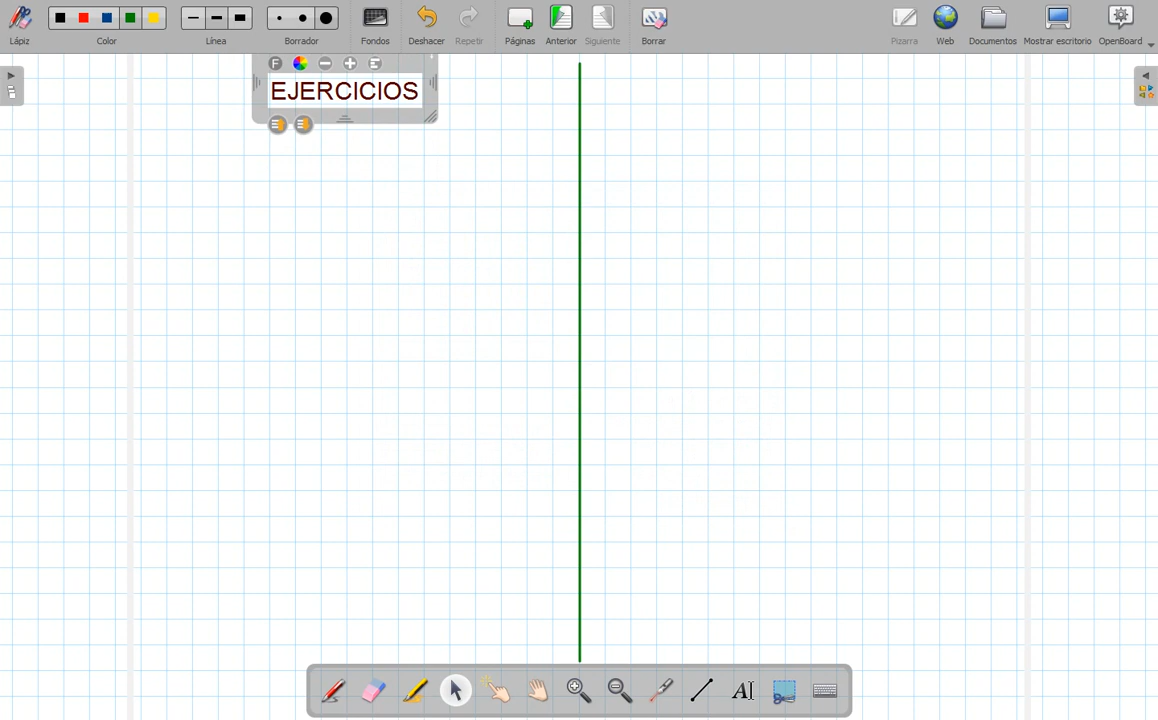 Lápiz Color Línea Borrador Fondos Deshacer Repetir Páginas Anterior Siguiente Borrar Pizarra Web Documentos Mostrar escritorio OpenBoard
F
EJERCICIOS